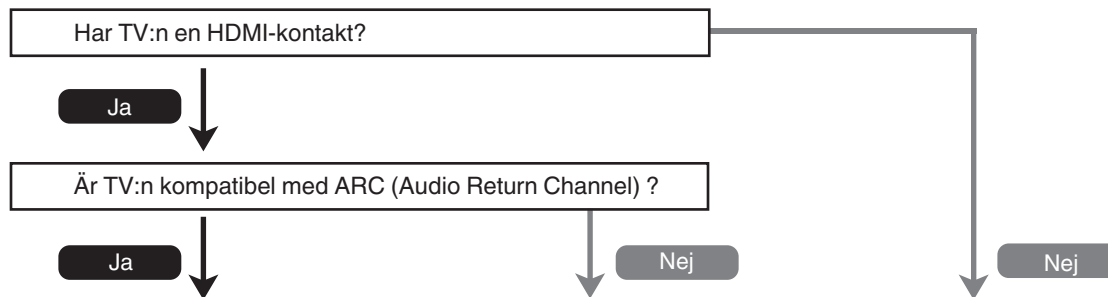 Har TV:n en HDMI-kontakt?
Ja
Är TV:n kompatibel med ARC (Audio Return Channel) ?
Ja
Nej
Nej